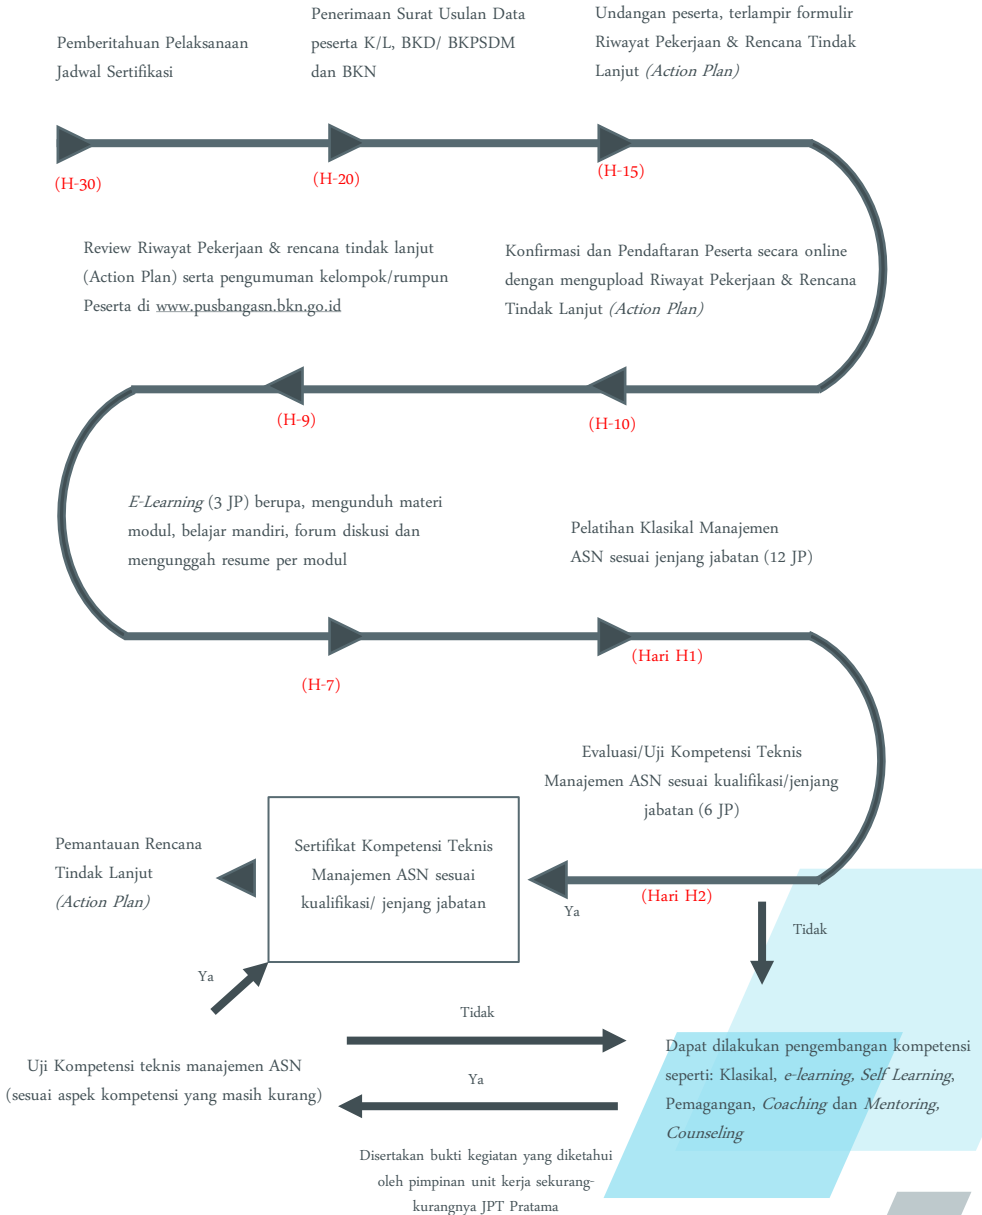 Pemberitahuan Pelaksanaan
Jadwal Sertifikasi
Penerimaan Surat Usulan Data
peserta K/L, BKD/ BKPSDM
dan BKN
Undangan peserta, terlampir formulir
Riwayat Pekerjaan & Rencana Tindak
Lanjut (Action Plan)
(H-30)
(H-20)
(H-15)
Review Riwayat Pekerjaan & rencana tindak lanjut
(Action Plan) serta pengumuman kelompok/rumpun
Peserta di www.pusbangasn.bkn.go.id
Konfirmasi dan Pendaftaran Peserta secara online
dengan mengupload Riwayat Pekerjaan & Rencana
Tindak Lanjut (Action Plan)
(H-9)
(H-10)
E-Learning (3 JP) berupa, mengunduh materi
modul, belajar mandiri, forum diskusi dan
mengunggah resume per modul
Pelatihan Klasikal Manajemen
ASN sesuai jenjang jabatan (12 JP)
(H-7)
(Hari H1)
Evaluasi/Uji Kompetensi Teknis
Manajemen ASN sesuai kualifikasi/jenjang
jabatan (6 JP)
Pemantauan Rencana
Tindak Lanjut
(Action Plan)
Sertifikat Kompetensi Teknis
Manajemen ASN sesuai
kualifikasi/ jenjang jabatan
(Hari H2)
Ya
Tidak
Ya
Tidak
Uji Kompetensi teknis manajemen ASN
(sesuai aspek kompetensi yang masih kurang)
Ya
Dapat dilakukan pengembangan kompetensi
seperti: Klasikal, e-learning, Self Learning,
Pemagangan, Coaching dan Mentoring,
Counseling
Disertakan bukti kegiatan yang diketahui
oleh pimpinan unit kerja sekurang-
kurangnya JPT Pratama